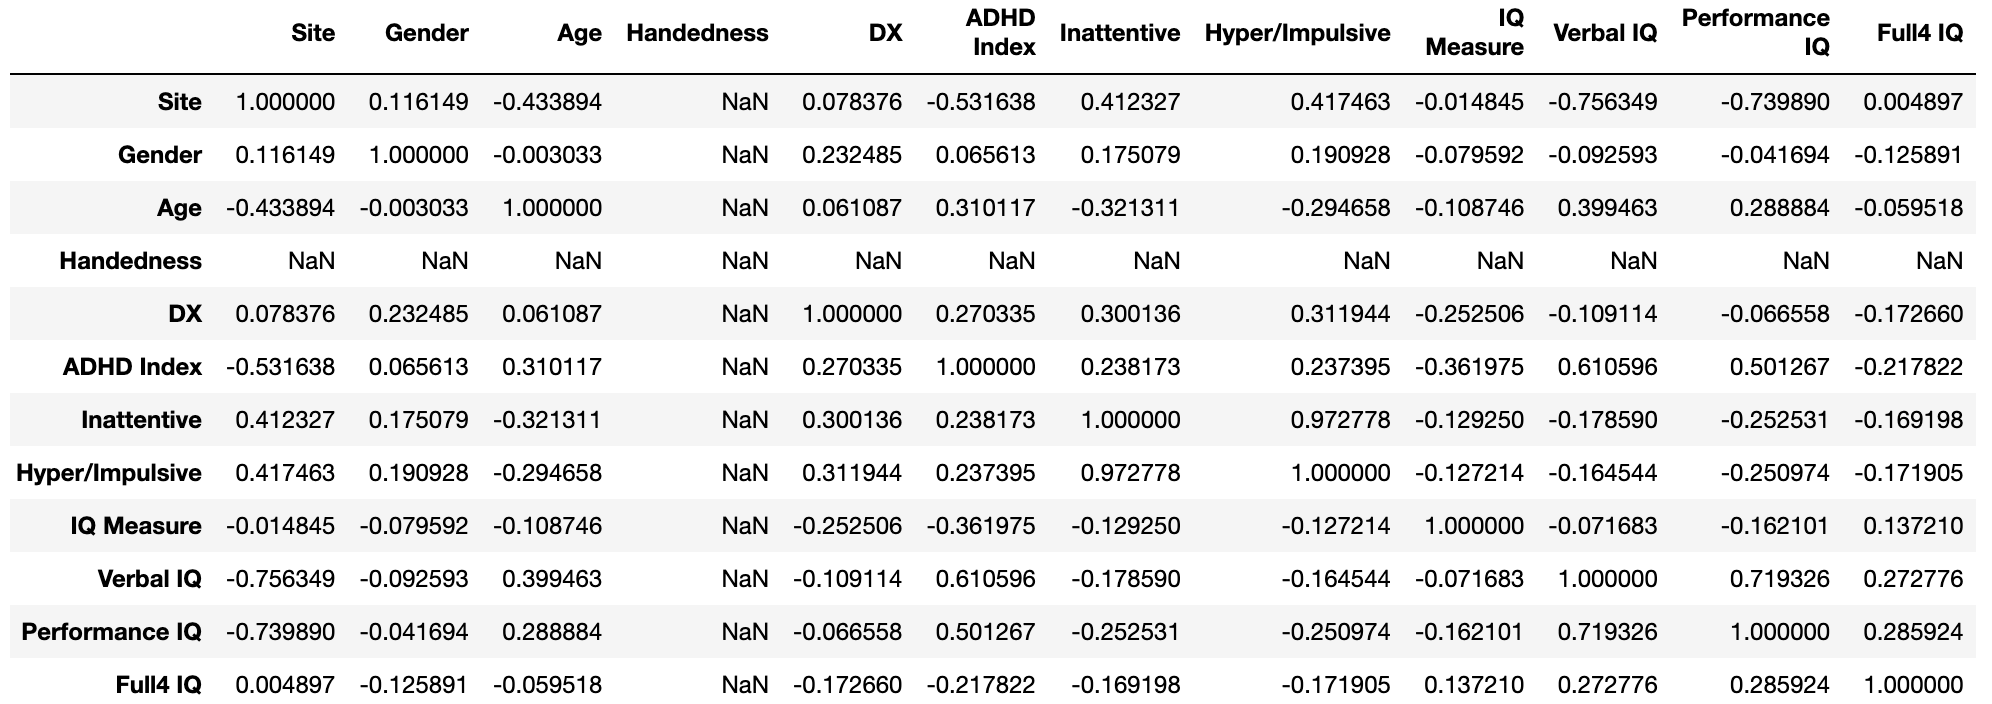 Site Gender Age Handedness DX ADHD Index Inattentive Hyper/Impulsive IQ Measure Verbal IQ Performance IQ Full4 IQ
Site 1.000000 0.116149 -0.433894 NaN 0.078376 -0.531638 0.412327 0.417463 -0.014845 -0.756349 -0.739890 0.004897
Gender 0.116149 1.000000 -0.003033 NaN 0.232485 0.065613 0.175079 0.190928 -0.079592 -0.092593 -0.041694 -0.125891
Age -0.433894 -0.003033 1.000000 NaN 0.061087 0.310117 -0.321311 -0.294658 -0.108746 0.399463 0.288884 -0.059518
Handedness NaN NaN NaN NaN NaN NaN NaN NaN NaN NaN NaN NaN
DX 0.078376 0.232485 0.061087 NaN 1.000000 0.270335 0.300136 0.311944 -0.252506 -0.109114 -0.066558 -0.172660
ADHD Index -0.531638 0.065613 0.310117 NaN 0.270335 1.000000 0.238173 0.237395 -0.361975 0.610596 0.501267 -0.217822
Inattentive 0.412327 0.175079 -0.321311 NaN 0.300136 0.238173 1.000000 0.972778 -0.129250 -0.178590 -0.252531 -0.169198
Hyper/Impulsive 0.417463 0.190928 -0.294658 NaN 0.311944 0.237395 0.972778 1.000000 -0.127214 -0.164544 -0.250974 -0.171905
IQ Measure -0.014845 -0.079592 -0.108746 NaN -0.252506 -0.361975 -0.129250 -0.127214 1.000000 -0.071683 -0.162101 0.137210
Verbal IQ -0.756349 -0.092593 0.399463 NaN -0.109114 0.610596 -0.178590 -0.164544 -0.071683 1.000000 0.719326 0.272776
Performance IQ -0.739890 -0.041694 0.288884 NaN -0.066558 0.501267 -0.252531 -0.250974 -0.162101 0.719326 1.000000 0.285924
Full4 IQ 0.004897 -0.125891 -0.059518 NaN -0.172660 -0.217822 -0.169198 -0.171905 0.137210 0.272776 0.285924 1.000000